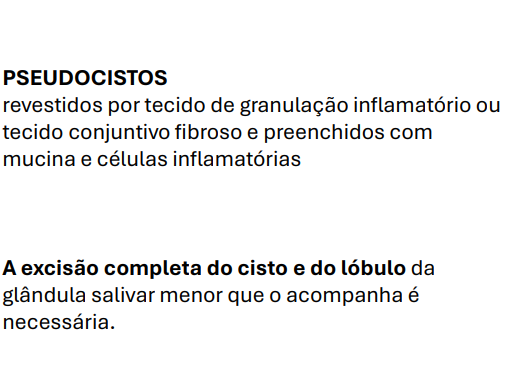 PSEUDOCISTOS
revestidos por tecido de granulação inflamatório ou
tecido conjuntivo fibroso e preenchidos com
mucina e células inflamatórias
A excisão completa do cisto e do lóbulo da
glândula salivar menor que o acompanha é
necessária.